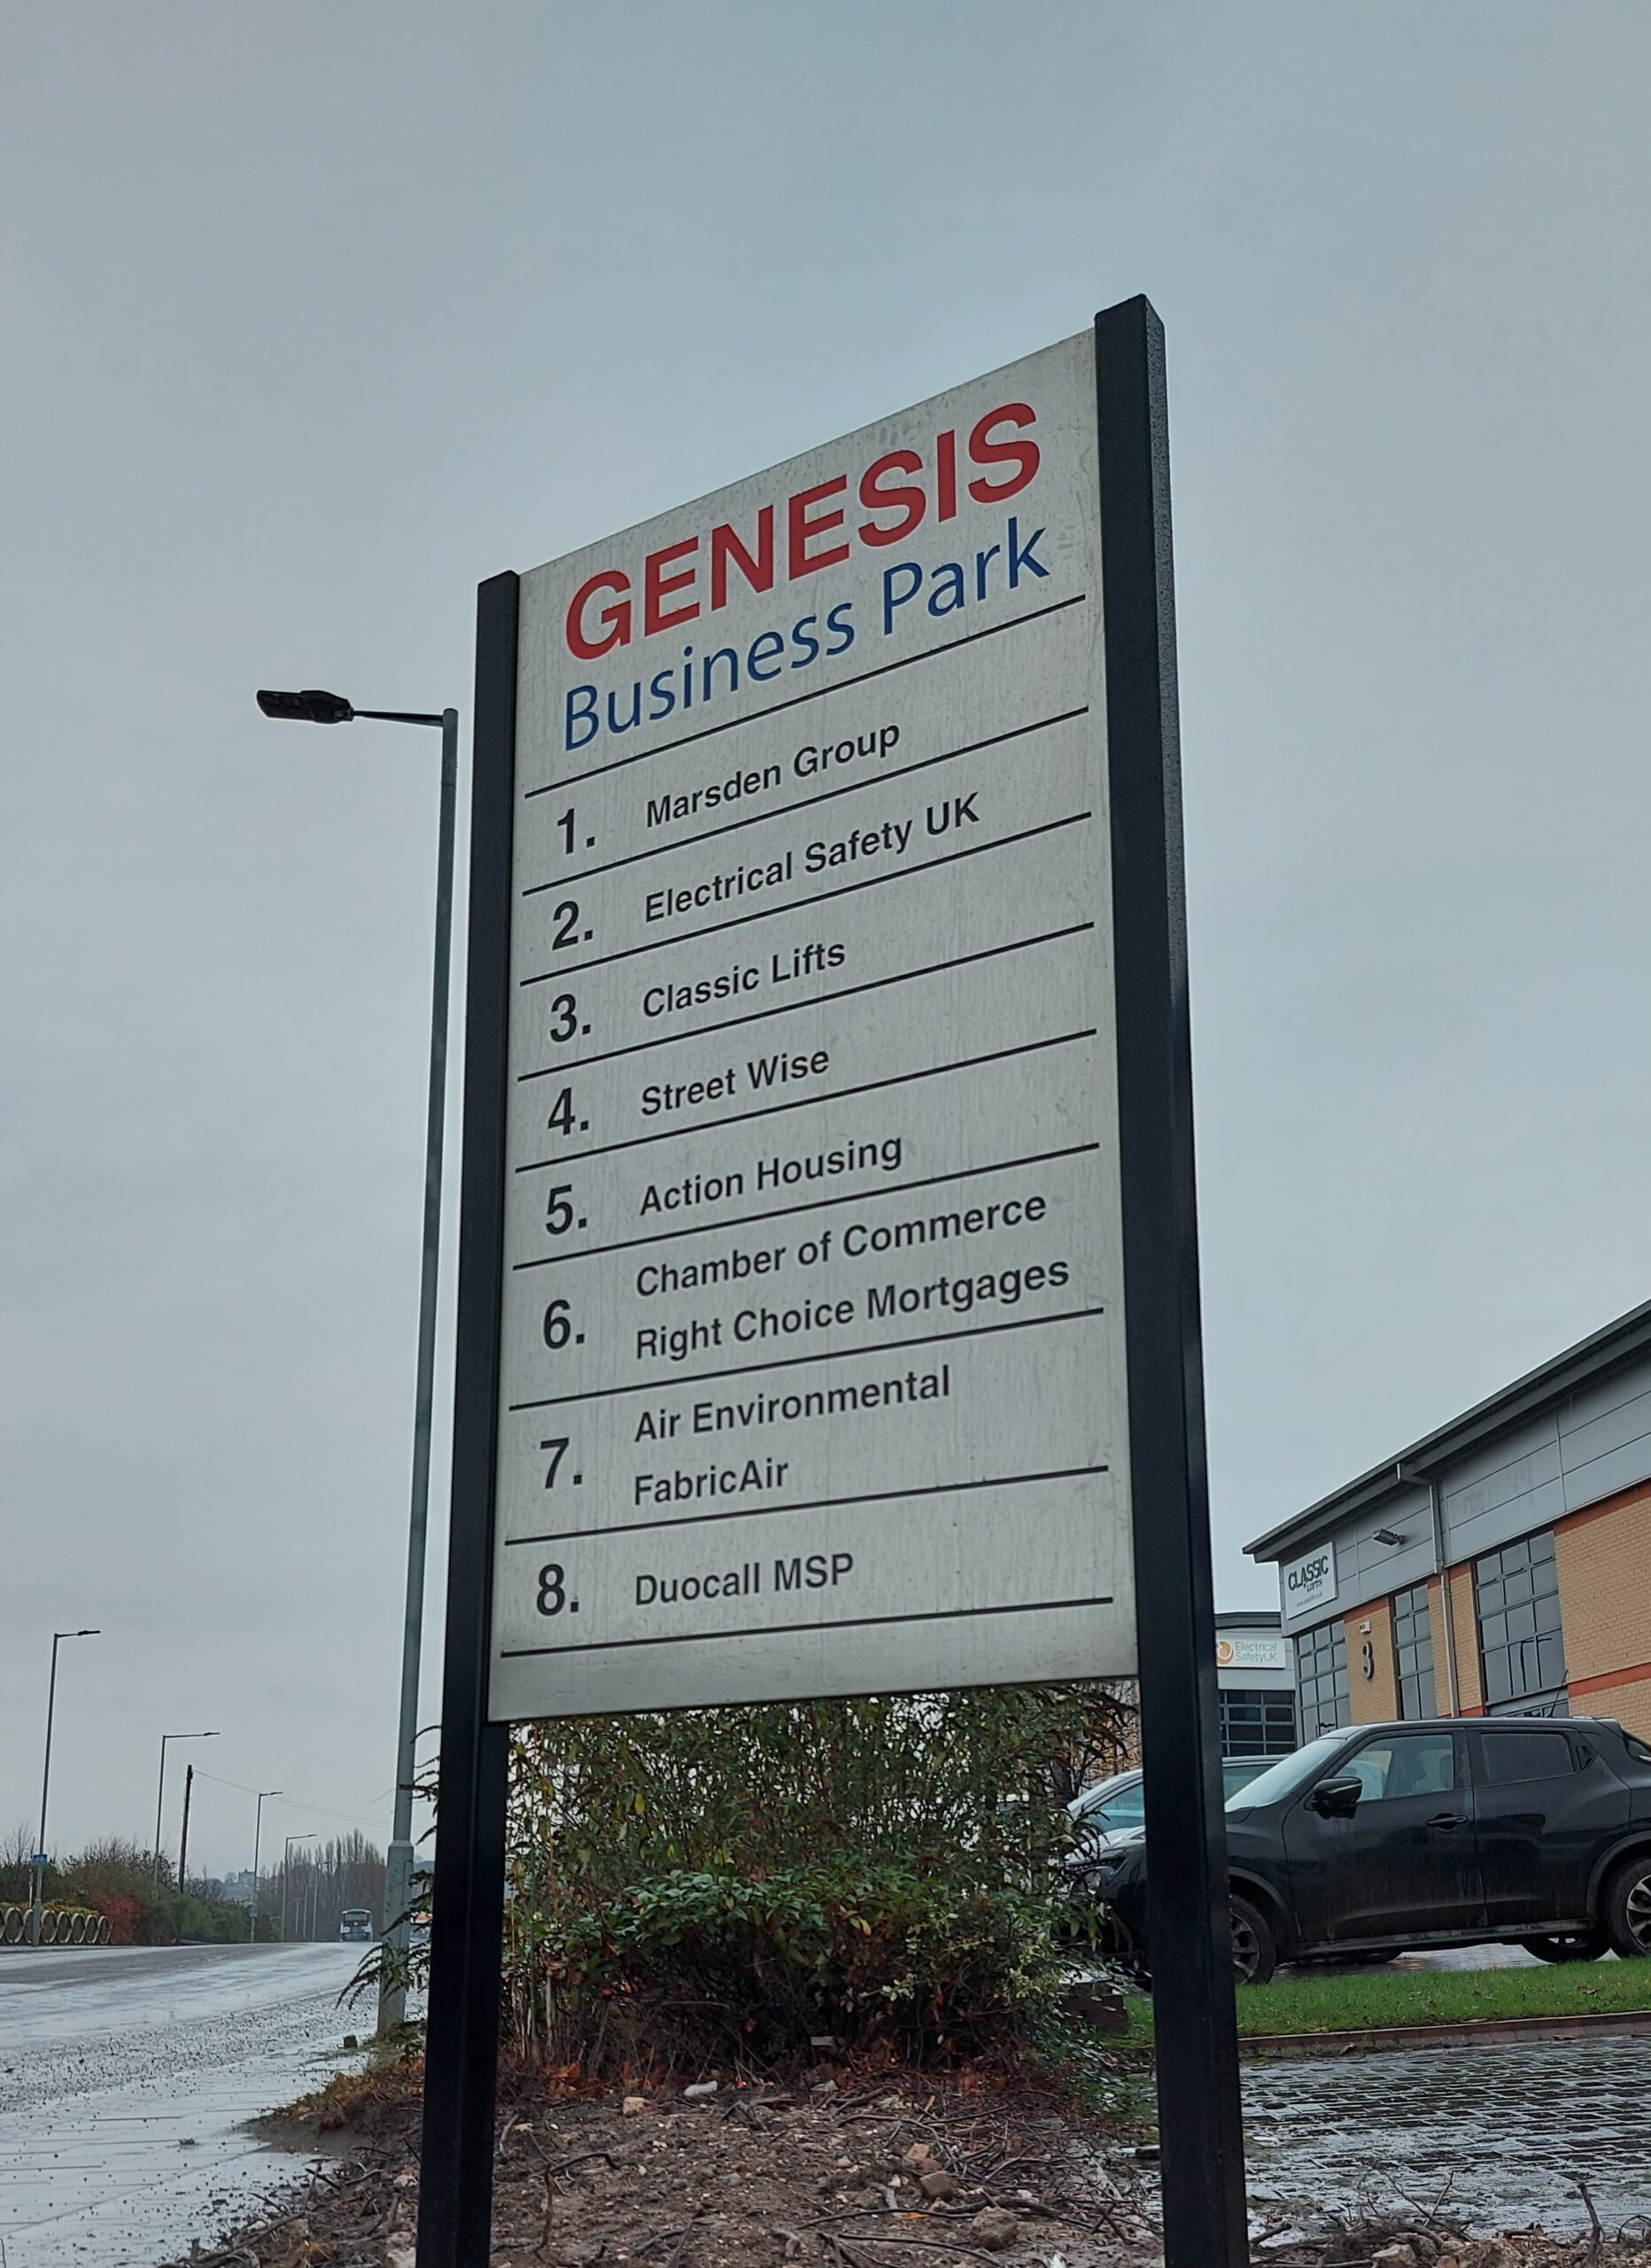 GENESIS
Business Park
1. Marsden Group
2. Electrical Safety UK
3. Classic Lifts
4. Street Wise
5. Action Housing
6. Chamber of Commerce
Right Choice Mortgages
7. Air Environmental
FabricAir
8. Duocall MSP
CLASSIC
LIFTS
3
Electrical
SafetyUK